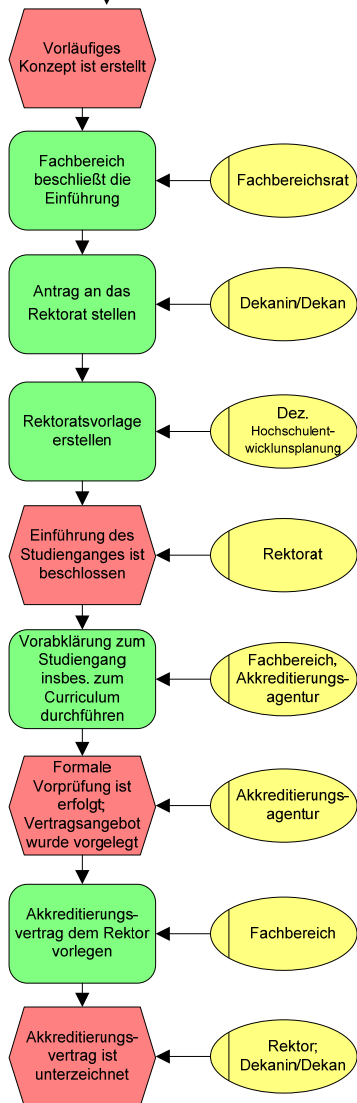 Vorläufiges
Konzept ist erstellt
Fachbereich
beschließt die
Einführung
Fachbereichsrat
Antrag an das
Rektorat stellen
Dekanin/Dekan
Rektoratsvorlage
erstellen
Dez.
Hochschulent-
wicklunsplanung
Einführung des
Studienganges ist
beschlossen
Rektorat
Vorabklärung zum
Studiengang
insbes. zum
Curriculum
durchführen
Fachbereich,
Akkreditierungs-
agentur
Formale
Vorprüfung ist
erfolgt;
Vertragsangebot
wurde vorgelegt
Akkreditierungs-
agentur
Akkreditierungs-
vertrag dem Rektor
vorlegen
Fachbereich
Akkreditierungs-
vertrag ist
unterzeichnet
Rektor;
Dekanin/Dekan